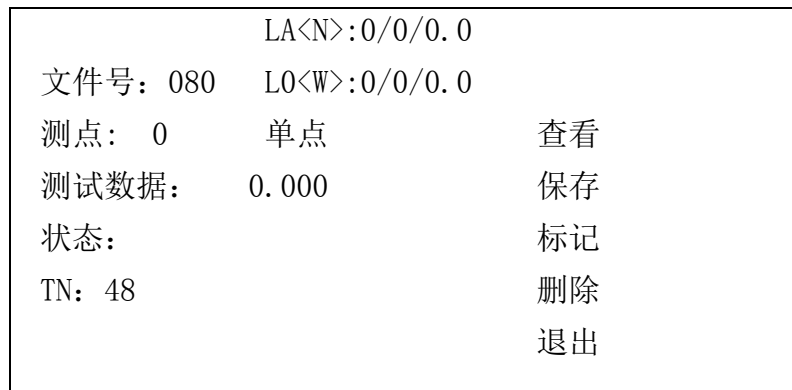 LA<N>:0/0/0.0
文件号：080 LO<W>:0/0/0.0
测点： 0 单点 查看
测试数据： 0.000 保存
状态： 标记
TN：48 删除
退出